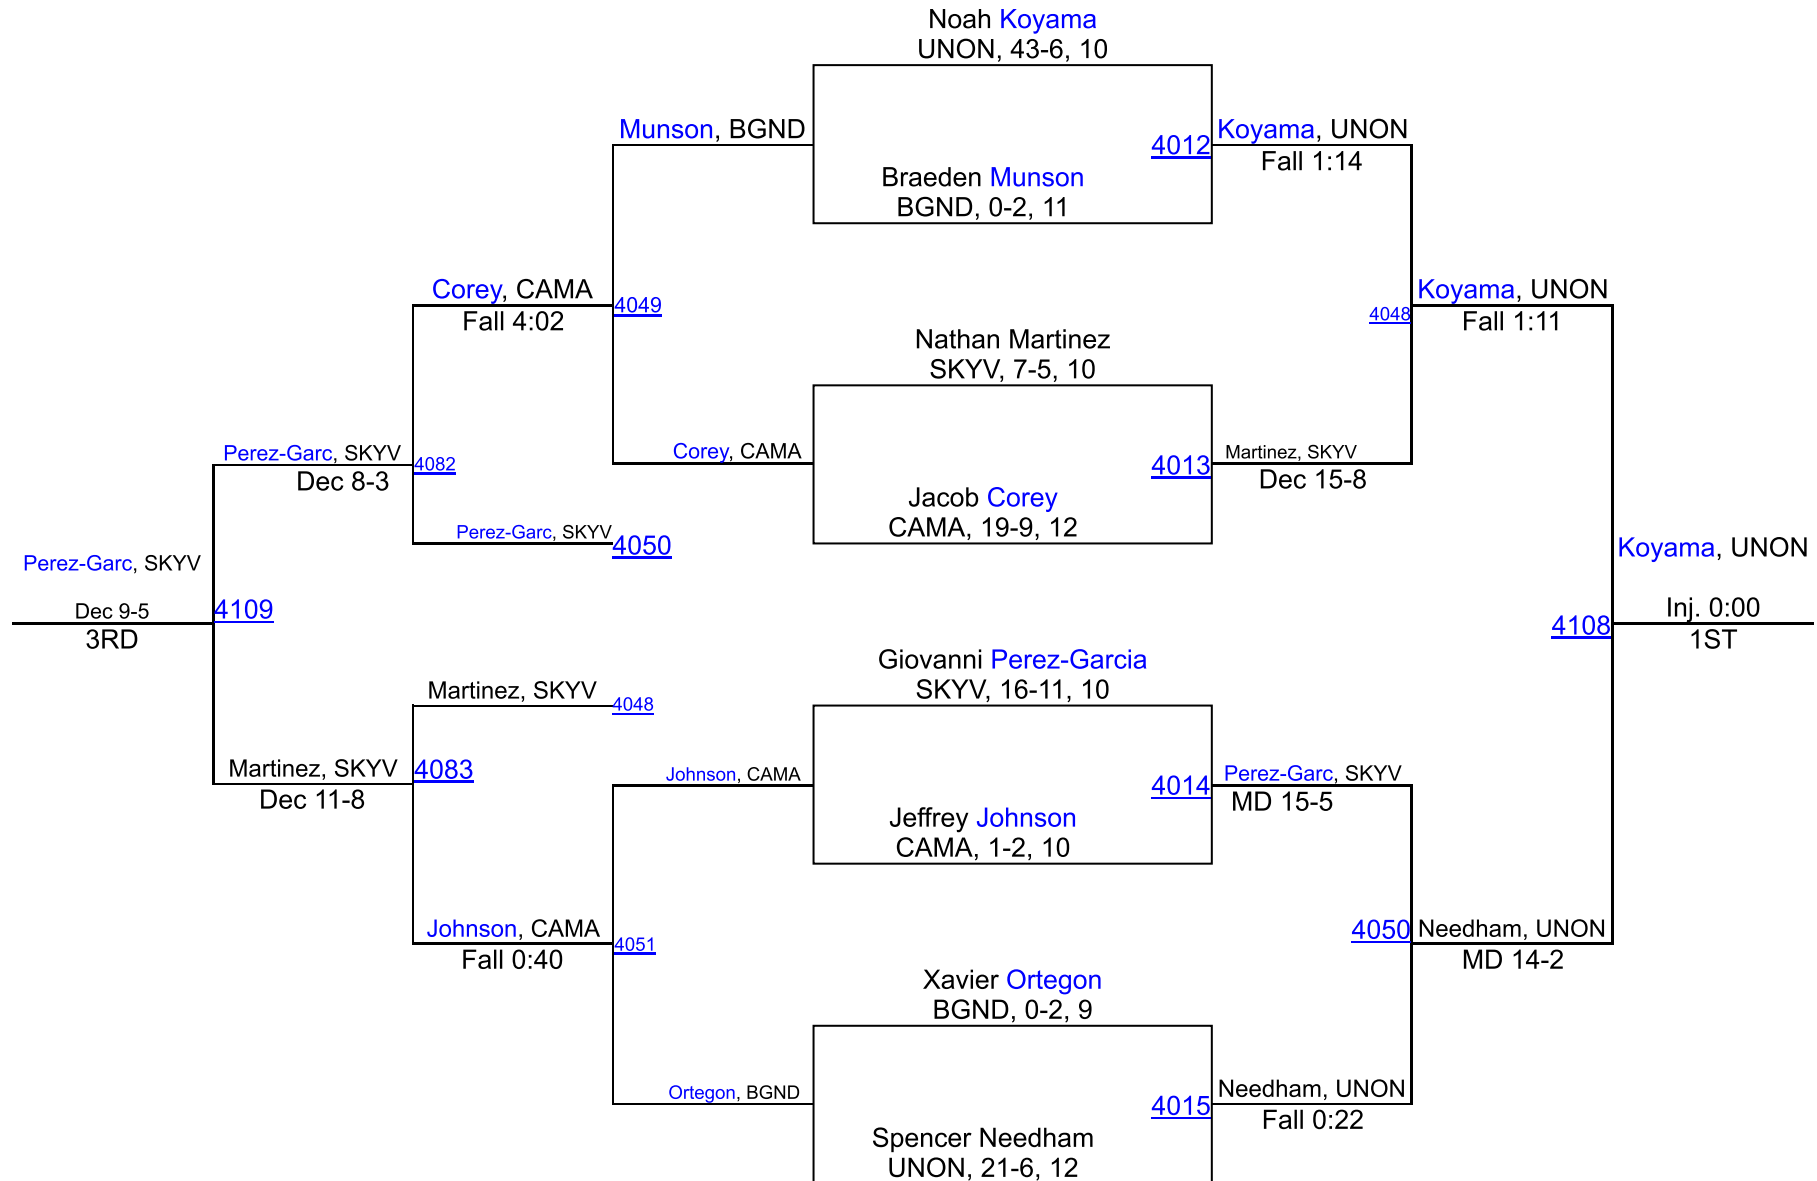 Noah Koyama
UNON, 43-6, 10
Munson, BGND
4012
Koyama, UNON
Fall 1:14
Braeden Munson
BGND, 0-2, 11
Corey, CAMA
Fall 4:02
4049
Koyama, UNON
Fall 1:11
4048
Nathan Martinez
SKYV, 7-5, 10
Perez-Garc, SKYV
Dec 8-3
4082
Corey, CAMA
4013
Martinez, SKYV
Dec 15-8
Jacob Corey
CAMA, 19-9, 12
Perez-Garc, SKYV
4050
Perez-Garc, SKYV
Dec 9-5
3RD
4109
Koyama, UNON
Inj. 0:00
1ST
4108
Giovanni Perez-Garcia
SKYV, 16-11, 10
Martinez, SKYV
4048
Martinez, SKYV
Dec 11-8
4083
Johnson, CAMA
4014
Perez-Garc, SKYV
MD 15-5
Jeffrey Johnson
CAMA, 1-2, 10
Johnson, CAMA
Fall 0:40
4051
4050
Needham, UNON
MD 14-2
Xavier Ortegon
BGND, 0-2, 9
Ortegon, BGND
4015
Needham, UNON
Fall 0:22
Spencer Needham
UNON, 21-6, 12